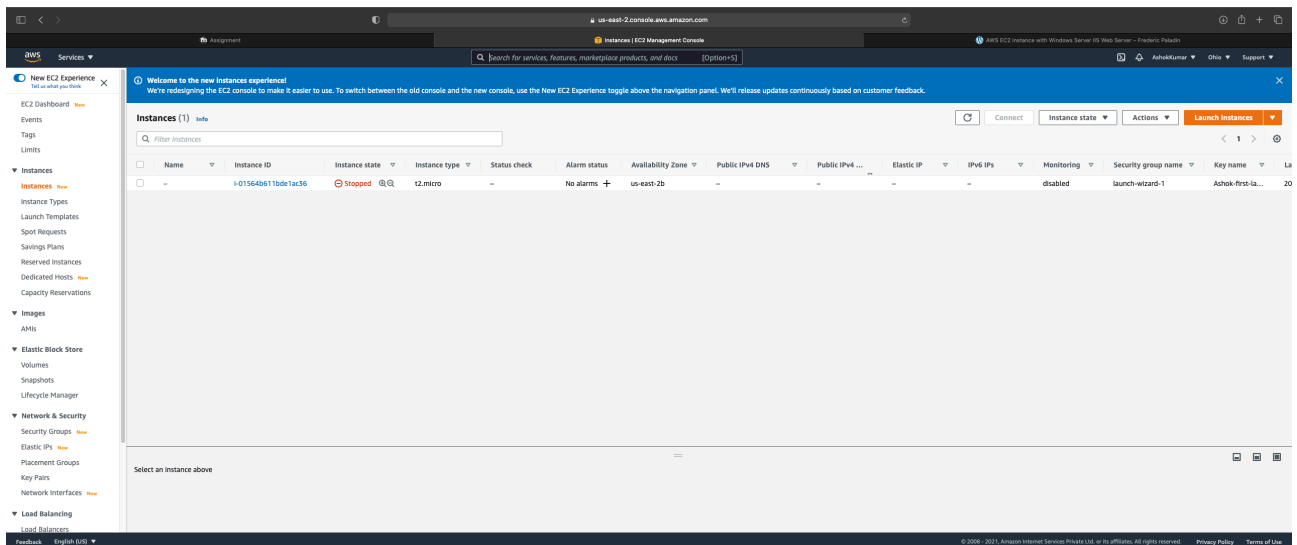 us-east-2.console.aws.amazon.com
Assignment
Instances | EC2 Management Console
AWS EC2 Instance with Windows Server IIS Web Server – Frederic Paladin
aws
Services ▼
Search for services, features, marketplace products, and docs [Option+S]
AshokKumar ▼
Ohio ▼
Support ▼
New EC2 Experience
Tell us what you think
EC2 Dashboard New
Events
Tags
Limits
Instances
Instances New
Instance Types
Launch Templates
Spot Requests
Savings Plans
Reserved Instances
Dedicated Hosts New
Capacity Reservations
Images
AMIs
Elastic Block Store
Volumes
Snapshots
Lifecycle Manager
Network & Security
Security Groups New
Elastic IPs New
Placement Groups
Key Pairs
Network Interfaces New
Load Balancing
Load Balancers
Welcome to the new instances experience!
We're redesigning the EC2 console to make it easier to use. To switch between the old console and the new console, use the New EC2 Experience toggle above the navigation panel. We'll release updates continuously based on customer feedback.
Instances (1) Info
Connect
Instance state ▼
Actions ▼
Launch instances ▼
Filter instances
1
Name Instance ID Instance state Instance type Status check Alarm status Availability Zone Public IPv4 DNS Public IPv4 ... Elastic IP IPv6 IPs Monitoring Security group name Key name La
– i-01564b611bde1ac36 Stopped t2.micro – No alarms + us-east-2b – – – – disabled launch-wizard-1 Ashok-first-la... 20
Select an instance above
Feedback English (US) ▼
© 2008 - 2021, Amazon Internet Services Private Ltd. or its affiliates. All rights reserved. Privacy Policy Terms of Use